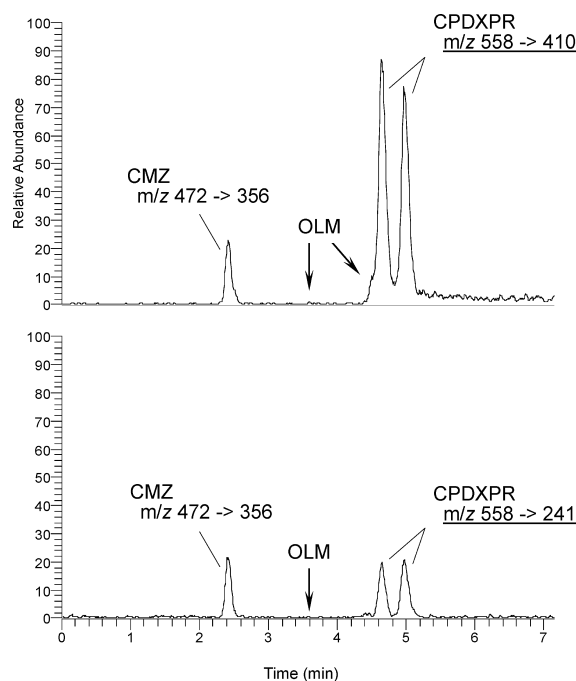 100
90
80
70
60
50
40
30
20
10
0
Relative Abundance
CMZ
m/z 472 -> 356
OLM
CPDXPR
m/z 558 -> 410
100
90
80
70
60
50
40
30
20
10
0
CMZ
m/z 472 -> 356
OLM
CPDXPR
m/z 558 -> 241
0 1 2 3 4 5 6 7
Time (min)